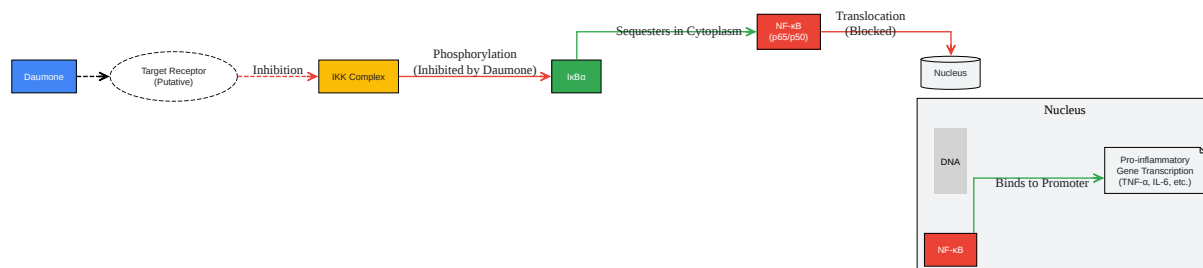 Daumone
Target Receptor
(Putative)
Inhibition
IKK Complex
Phosphorylation
(Inhibited by Daumone)
IκBα
Sequesters in Cytoplasm
NF-κB
(p65/p50)
Translocation
(Blocked)
Nucleus
Nucleus
DNA
Binds to Promoter
Pro-inflammatory
Gene Transcription
(TNF-α, IL-6, etc.)
NF-κB